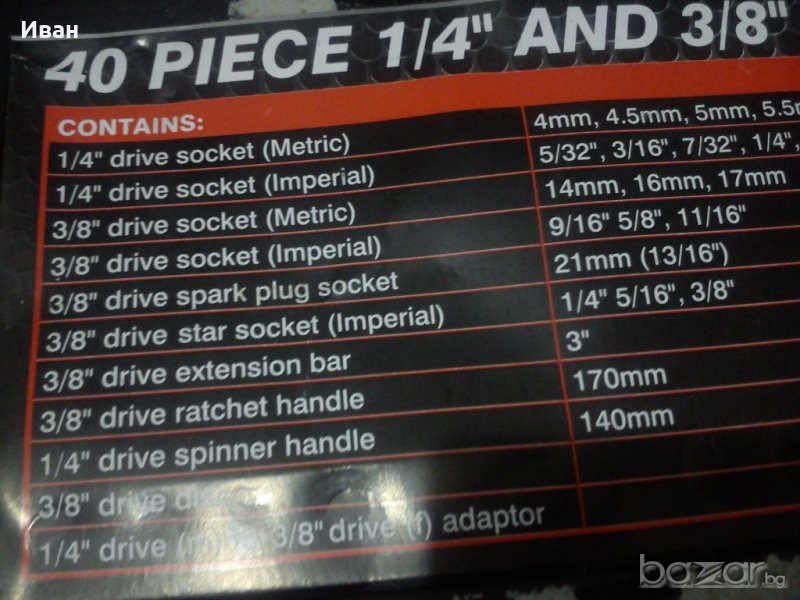 Иван
40 PIECE 1/4" AND 3/8"
CONTAINS:
1/4" drive socket (Metric) 4mm, 4.5mm, 5mm, 5.5
1/4" drive socket (Imperial) 5/32", 3/16", 7/32", 1/4",
3/8" drive socket (Metric) 14mm, 16mm, 17mm
3/8" drive socket (Imperial) 9/16" 5/8", 11/16"
3/8" drive spark plug socket 21mm (13/16")
3/8" drive star socket (Imperial) 1/4" 5/16", 3/8"
3/8" drive extension bar 3"
3/8" drive ratchet handle 170mm
1/4" drive spinner handle 140mm
3/8" drive
1/4" drive 3/8" drive (f) adaptor
bazar.bg